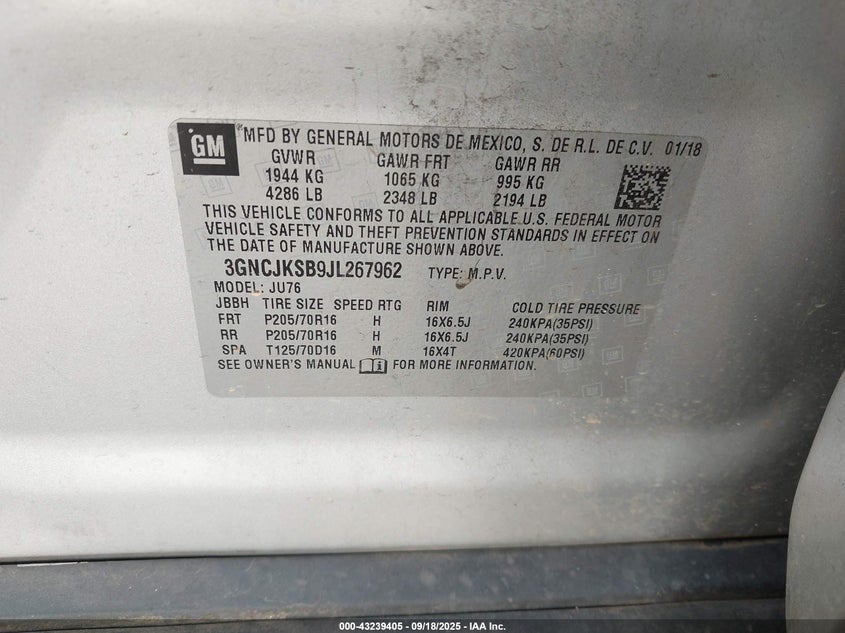 GM
MFD BY GENERAL MOTORS DE MEXICO, S. DE R.L. DE C.V. 01/18
GVWR GAWR FRT GAWR RR
1944 KG 1065 KG 995 KG
4286 LB 2348 LB 2194 LB
THIS VEHICLE CONFORMS TO ALL APPLICABLE U.S. FEDERAL MOTOR
VEHICLE SAFETY AND THEFT PREVENTION STANDARDS IN EFFECT ON
THE DATE OF MANUFACTURE SHOWN ABOVE.
3GNCJKSB9JL267962 TYPE: M.P.V.
MODEL: JU76
JBBH TIRE SIZE SPEED RTG RIM COLD TIRE PRESSURE
FRT P205/70R16 H 16X6.5J 240KPA(35PSI)
RR P205/70R16 H 16X6.5J 240KPA(35PSI)
SPA T125/70D16 M 16X4T 420KPA(60PSI)
SEE OWNER'S MANUAL FOR MORE INFORMATION.
000-43239405 - 09/18/2025 - IAA Inc.